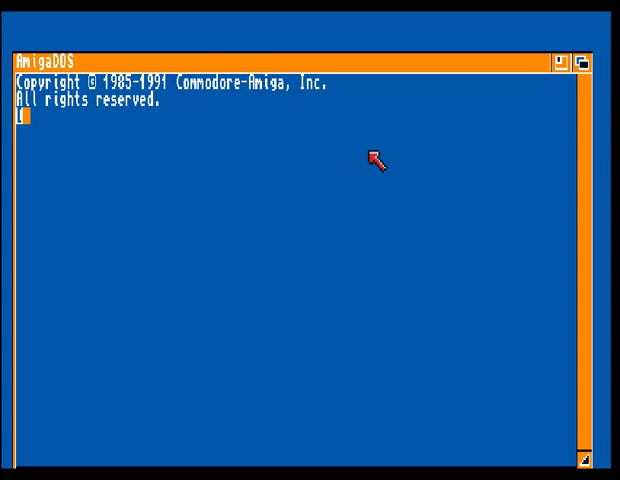 AmigaDOS
Copyright © 1985-1991 Commodore-Amiga, Inc.
All rights reserved.
[